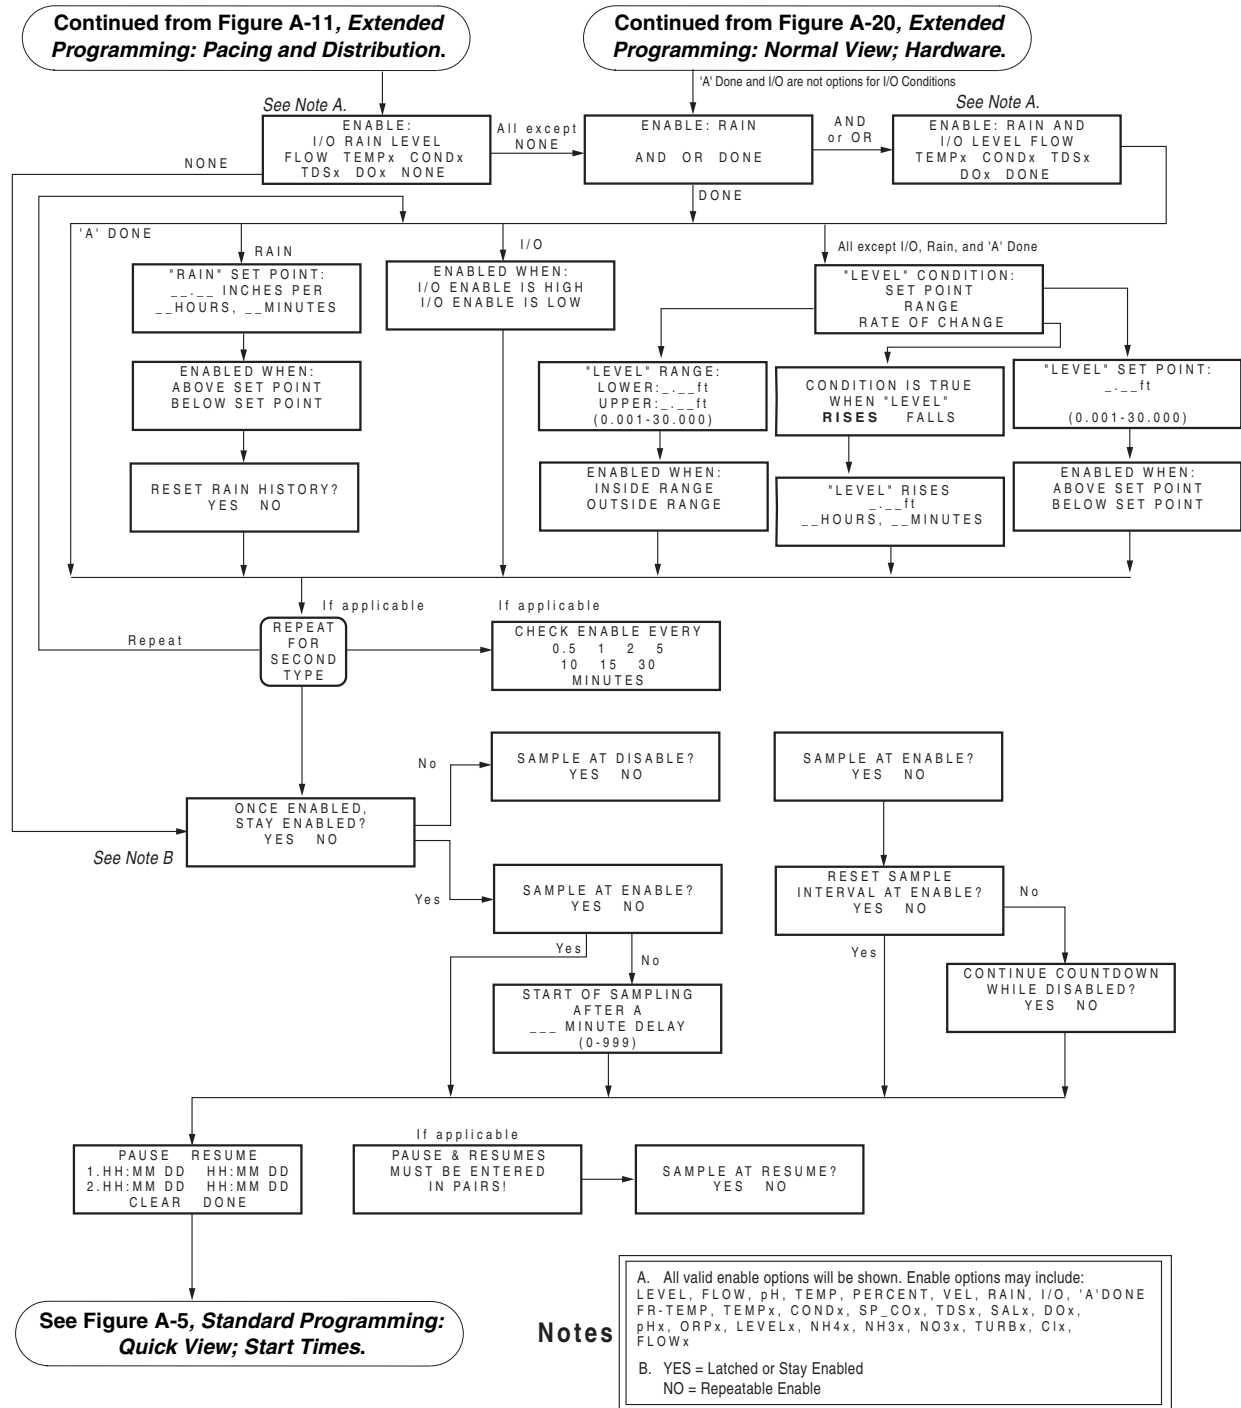 Continued from Figure A-11, Extended
Programming: Pacing and Distribution.
Continued from Figure A-20, Extended
Programming: Normal View; Hardware.
'A' Done and I/O are not options for I/O Conditions
See Note A.
See Note A.
ENABLE:
I/O RAIN LEVEL
FLOW TEMPx CONDx
TDSx DOx NONE
NONE
All except
NONE
ENABLE: RAIN
AND OR DONE
AND
or OR
ENABLE: RAIN AND
I/O LEVEL FLOW
TEMPx CONDx TDSx
DOx DONE
DONE
'A' DONE
RAIN
I/O
All except I/O, Rain, and 'A' Done
"RAIN" SET POINT:
__.__ INCHES PER
__HOURS, __MINUTES
ENABLED WHEN:
I/O ENABLE IS HIGH
I/O ENABLE IS LOW
"LEVEL" CONDITION:
SET POINT
RANGE
RATE OF CHANGE
ENABLED WHEN:
ABOVE SET POINT
BELOW SET POINT
"LEVEL" RANGE:
LOWER:_.__ft
UPPER:_.__ft
(0.001-30.000)
CONDITION IS TRUE
WHEN "LEVEL"
RISES FALLS
"LEVEL" SET POINT:
_.__ft
(0.001-30.000)
RESET RAIN HISTORY?
YES NO
ENABLED WHEN:
INSIDE RANGE
OUTSIDE RANGE
"LEVEL" RISES
_.__ft
__HOURS, __MINUTES
ENABLED WHEN:
ABOVE SET POINT
BELOW SET POINT
If applicable
If applicable
Repeat
REPEAT
FOR
SECOND
TYPE
CHECK ENABLE EVERY
0.5 1 2 5
10 15 30
MINUTES
No
SAMPLE AT DISABLE?
YES NO
SAMPLE AT ENABLE?
YES NO
ONCE ENABLED,
STAY ENABLED?
YES NO
See Note B
Yes
SAMPLE AT ENABLE?
YES NO
RESET SAMPLE
INTERVAL AT ENABLE?
YES NO
No
Yes
No
Yes
START OF SAMPLING
AFTER A
___ MINUTE DELAY
(0-999)
CONTINUE COUNTDOWN
WHILE DISABLED?
YES NO
If applicable
PAUSE RESUME
1.HH:MM DD HH:MM DD
2.HH:MM DD HH:MM DD
CLEAR DONE
PAUSE & RESUMES
MUST BE ENTERED
IN PAIRS!
SAMPLE AT RESUME?
YES NO
See Figure A-5, Standard Programming:
Quick View; Start Times.
Notes
A. All valid enable options will be shown. Enable options may include:
LEVEL, FLOW, pH, TEMP, PERCENT, VEL, RAIN, I/O, 'A'DONE
FR-TEMP, TEMPx, CONDx, SP_COx, TDSx, SALx, DOx,
pHx, ORPx, LEVELx, NH4x, NH3x, NO3x, TURBx, Clx,
FLOWx
B. YES = Latched or Stay Enabled
NO = Repeatable Enable